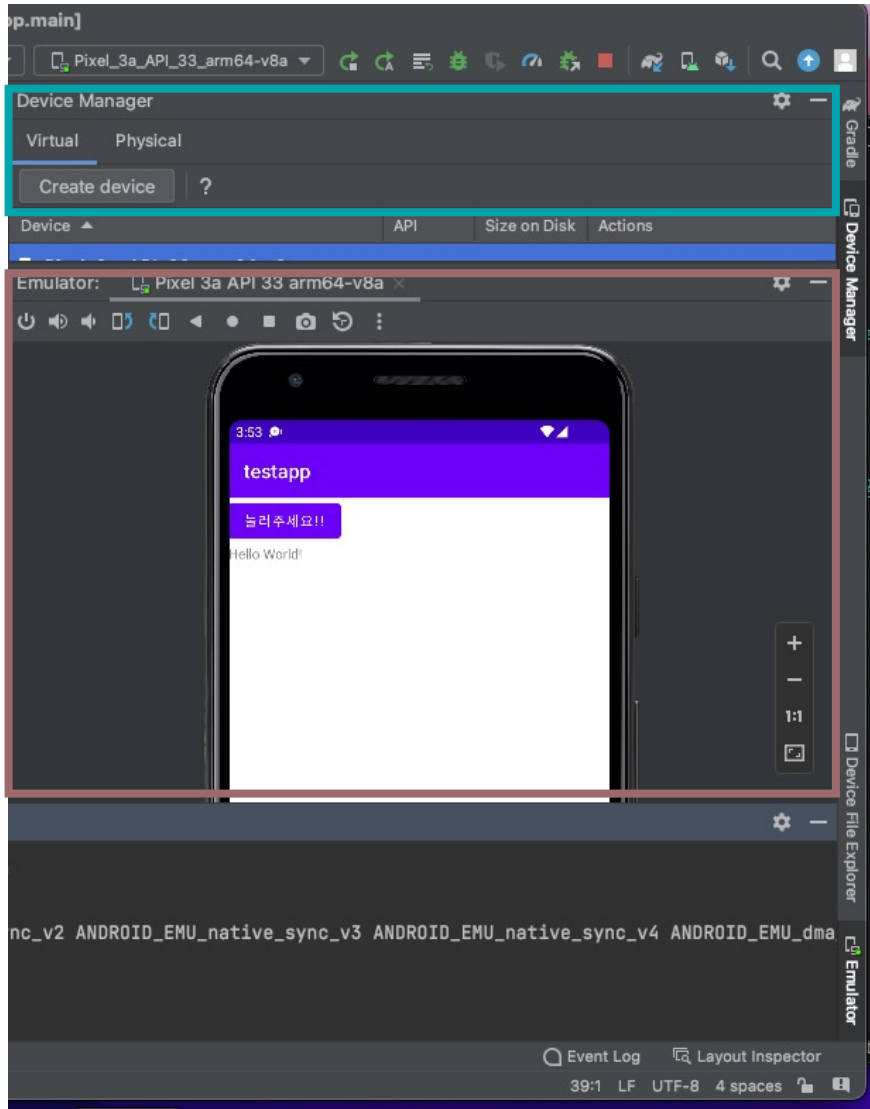 pp.main]
Pixel_3a_API_33_arm64-v8a
Device Manager
Virtual Physical
Create device ?
Device API Size on Disk Actions
Emulator: Pixel 3a API 33 arm64-v8a
3:53
testapp
눌러주세요!!
Hello World!
+
−
1:1
nc_v2 ANDROID_EMU_native_sync_v3 ANDROID_EMU_native_sync_v4 ANDROID_EMU_dma
Event Log Layout Inspector
39:1 LF UTF-8 4 spaces
Gradle
Device Manager
Device File Explorer
Emulator